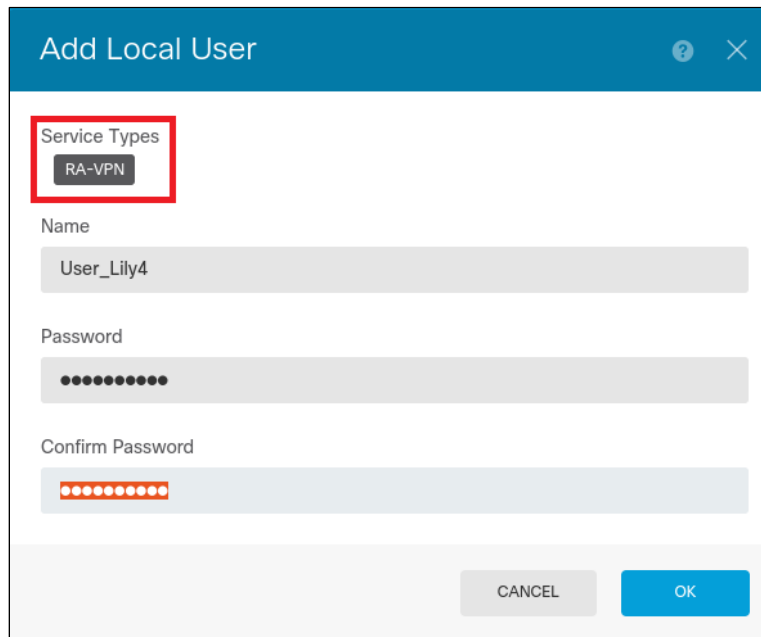 Add Local User
Service Types
RA-VPN
Name
User_Lily4
Password
●●●●●●●●●●
Confirm Password
●●●●●●●●●●
CANCEL OK